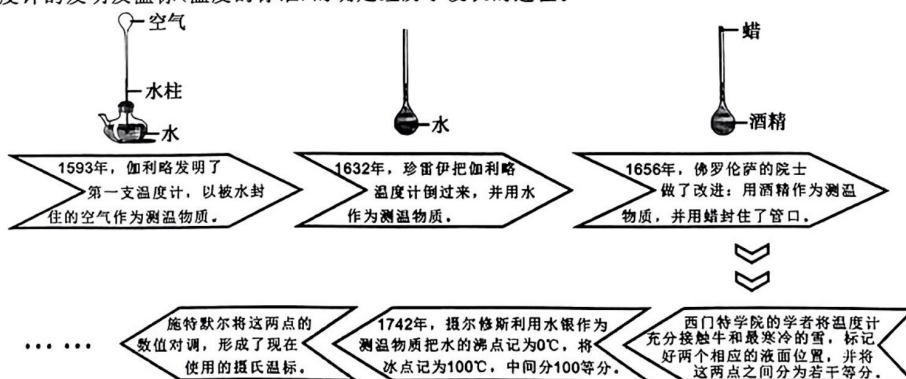 空气
水柱
水
水
蜡
酒精
1593年，伽利略发明了
第一支温度计，以被水封
住的空气作为测温物质。
1632年，珍雷伊把伽利略
温度计倒过来，并用水
作为测温物质。
1656年，佛罗伦萨的院士
做了改进：用酒精作为测温
物质，并用蜡封住了管口。
西门特学院的学者将温度计
充分接触牛和最寒冷的雪，标记
好两个相应的液面位置，并将
这两点之间分为若干等分。
1742年，摄尔修斯利用水银作为
测温物质把水的沸点记为0℃，将
冰点记为100℃，中间分100等分。
施特默尔将这两点的
数值对调，形成了现在
使用的摄氏温标。
……